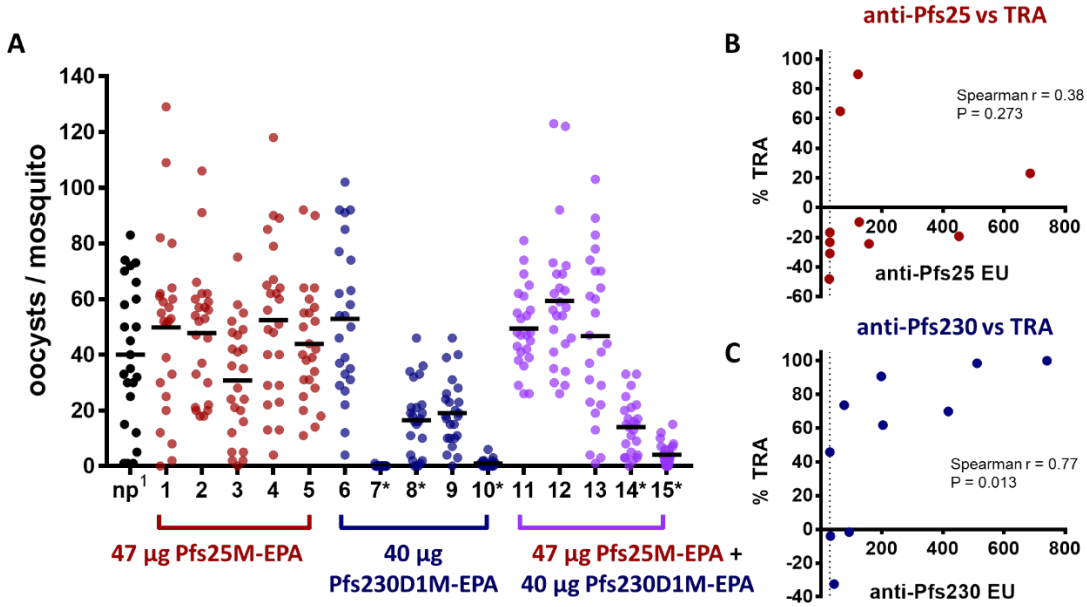 A
oocysts / mosquito
140
120
100
80
60
40
20
0
np¹ 1 2 3 4 5 6 7* 8* 9 10* 11 12 13 14* 15*
47 µg Pfs25M-EPA
40 µg
Pfs230D1M-EPA
47 µg Pfs25M-EPA +
40 µg Pfs230D1M-EPA
anti-Pfs25 vs TRA
B
% TRA
100
80
60
40
20
0
-20
-40
-60
200 400 600 800
Spearman r = 0.38
P = 0.273
anti-Pfs25 EU
anti-Pfs230 vs TRA
C
% TRA
100
80
60
40
20
0
-20
-40
200 400 600 800
Spearman r = 0.77
P = 0.013
anti-Pfs230 EU